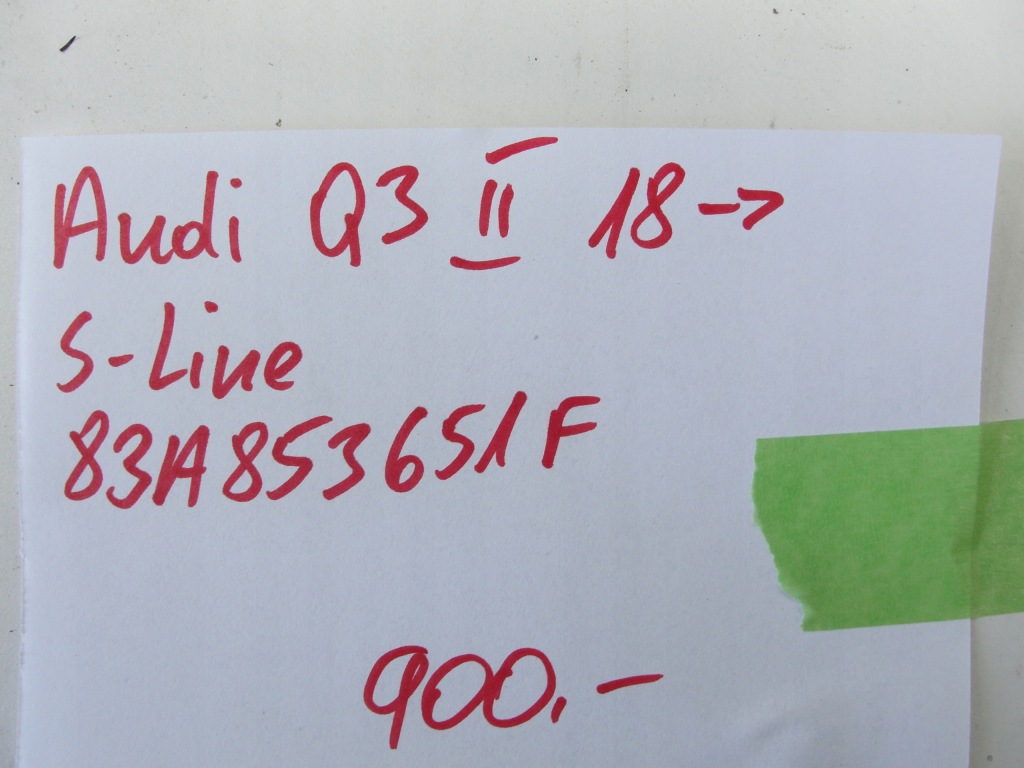 Audi Q3 II 18->
S-Line
83A853651F
900.-